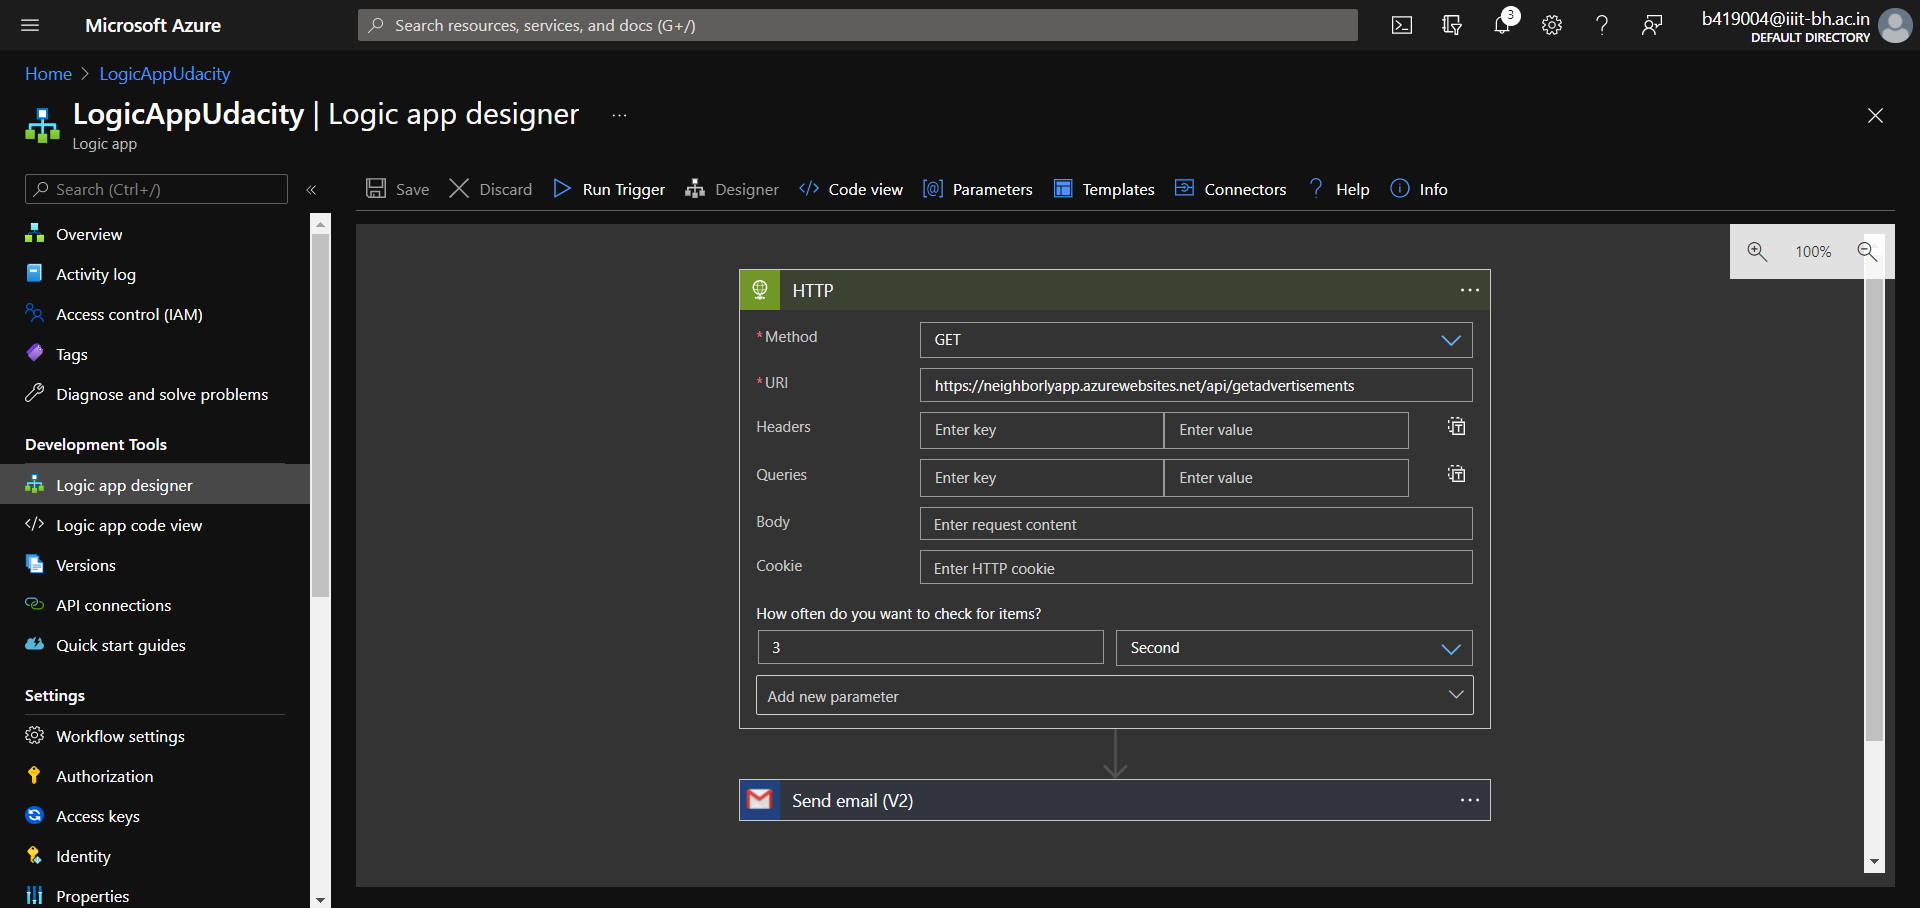 Microsoft Azure
Search resources, services, and docs (G+/)
3
b419004@iiit-bh.ac.in
DEFAULT DIRECTORY
Home > LogicAppUdacity
LogicAppUdacity | Logic app designer ...
Logic app
Search (Ctrl+/)
«
Save
Discard
Run Trigger
Designer
Code view
Parameters
Templates
Connectors
Help
Info
Overview
Activity log
Access control (IAM)
Tags
Diagnose and solve problems
Development Tools
Logic app designer
Logic app code view
Versions
API connections
Quick start guides
Settings
Workflow settings
Authorization
Access keys
Identity
Properties
100%
HTTP
* Method
GET
* URI
https://neighborlyapp.azurewebsites.net/api/getadvertisements
Headers
Enter key
Enter value
Queries
Enter key
Enter value
Body
Enter request content
Cookie
Enter HTTP cookie
How often do you want to check for items?
3
Second
Add new parameter
Send email (V2)